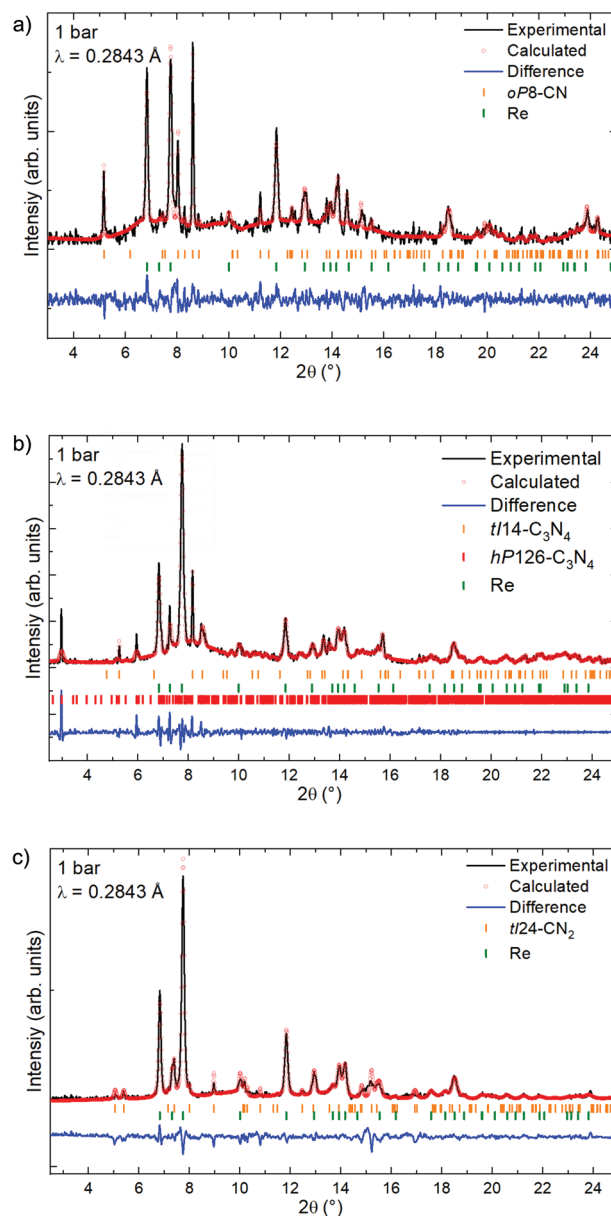 a)
1 bar
λ = 0.2843 Å
Experimental
Calculated
Difference
oP8-CN
Re
Intensiy (arb. units)
4 6 8 10 12 14 16 18 20 22 24
2θ (°)
b)
1 bar
λ = 0.2843 Å
Experimental
Calculated
Difference
tI14-C₃N₄
hP126-C₃N₄
Re
Intensiy (arb. units)
4 6 8 10 12 14 16 18 20 22 24
2θ (°)
c)
1 bar
λ = 0.2843 Å
Experimental
Calculated
Difference
tI24-CN₂
Re
Intensiy (arb. units)
4 6 8 10 12 14 16 18 20 22 24
2θ (°)